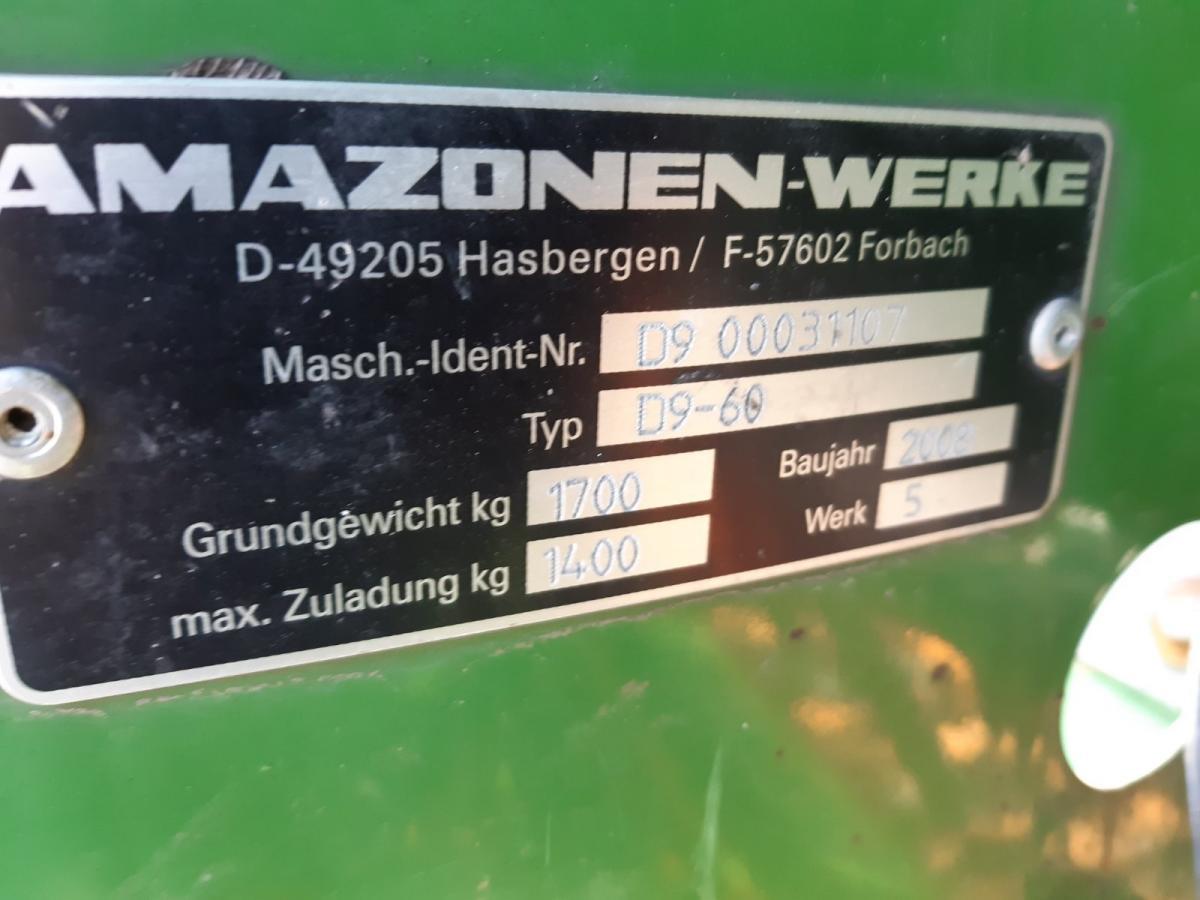 AMAZONEN-WERKE
D-49205 Hasbergen / F-57602 Forbach
Masch.-Ident-Nr. D9 00031107
Typ D9-60
Grundgewicht kg 1700 Baujahr 2008
max. Zuladung kg 1400 Werk 5